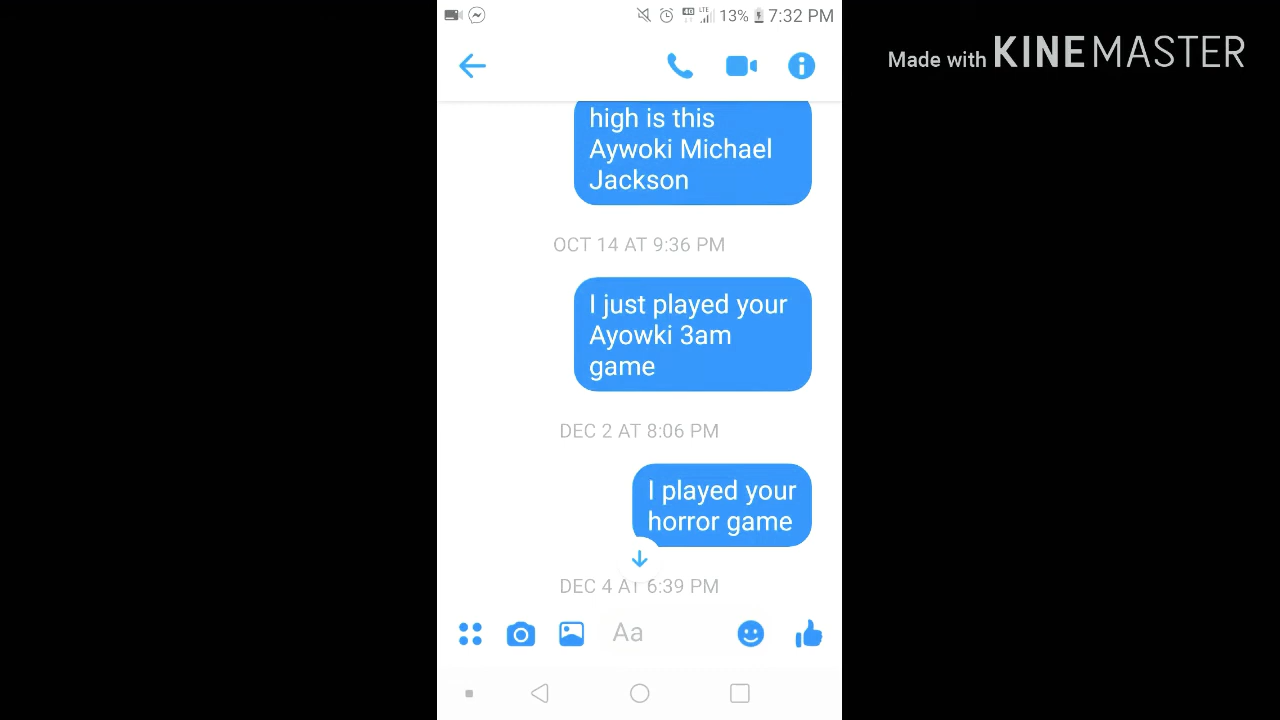 4G LTE 13% 7:32 PM
Made with KINEMASTER
high is this
Aywoki Michael
Jackson
OCT 14 AT 9:36 PM
I just played your
Ayowki 3am
game
DEC 2 AT 8:06 PM
I played your
horror game
DEC 4 AT 6:39 PM
Aa